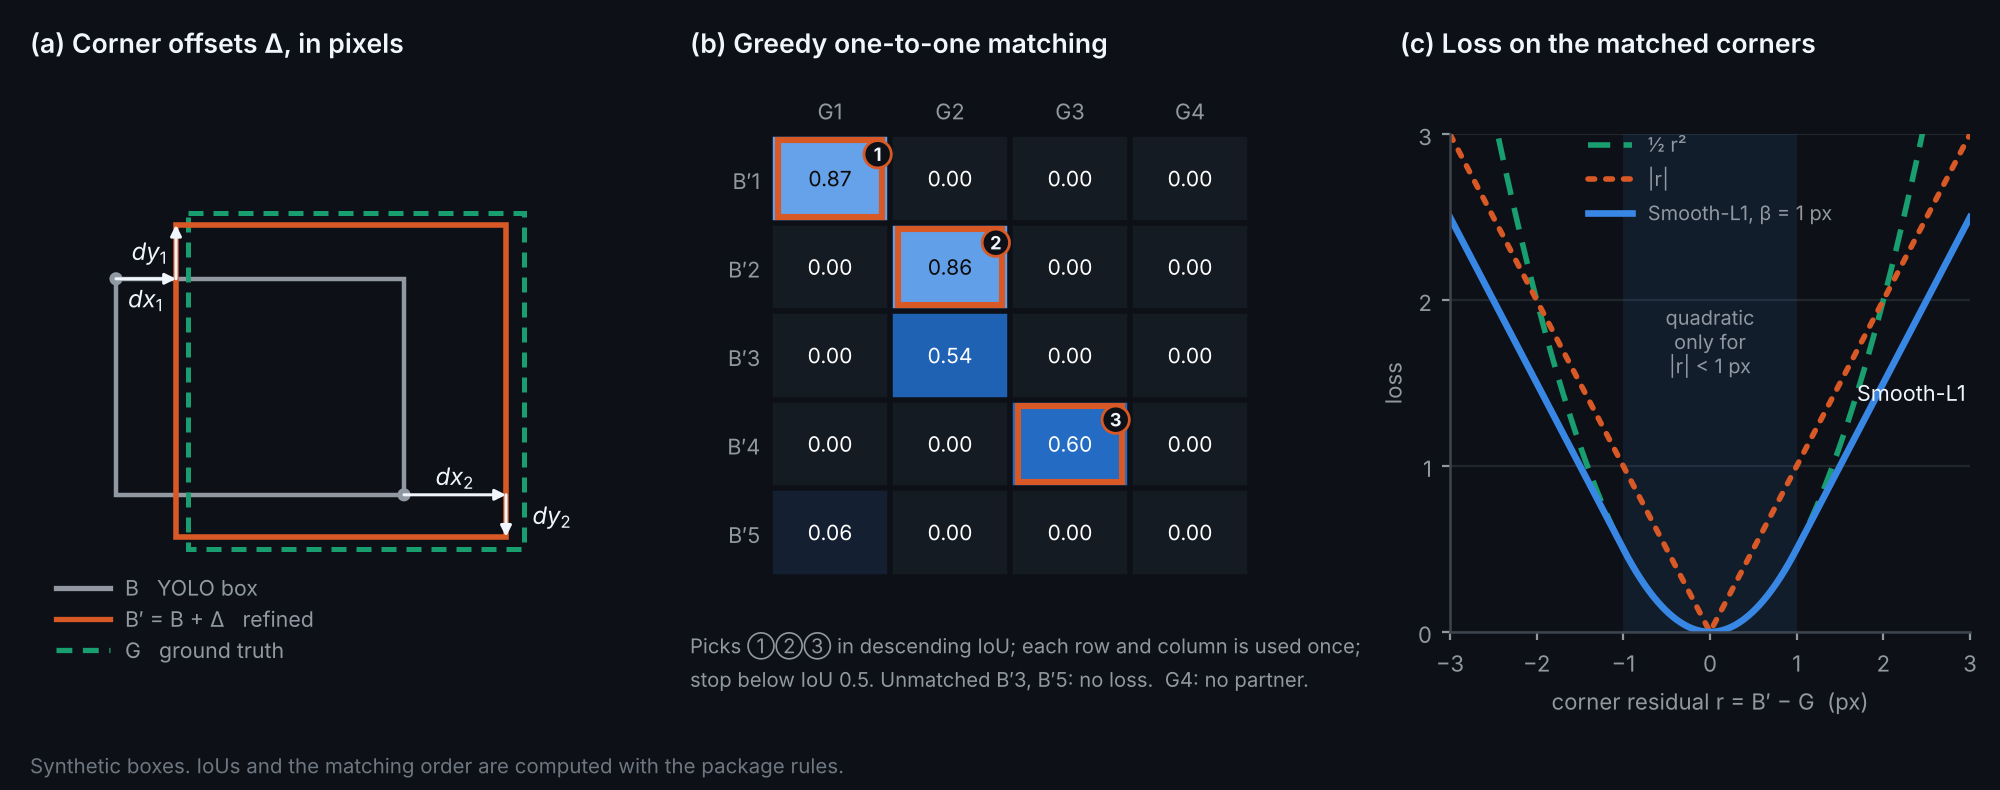 (a) Corner offsets Δ, in pixels
dy₁
dx₁
dx₂
dy₂
B YOLO box
B′ = B + Δ refined
G ground truth
(b) Greedy one-to-one matching
G1 G2 G3 G4
B′1 0.87 1 0.00 0.00 0.00
B′2 0.00 0.86 2 0.00 0.00
B′3 0.00 0.54 0.00 0.00
B′4 0.00 0.00 0.60 3 0.00
B′5 0.06 0.00 0.00 0.00
Picks ①②③ in descending IoU; each row and column is used once;
stop below IoU 0.5. Unmatched B′3, B′5: no loss. G4: no partner.
(c) Loss on the matched corners
½ r²
|r|
Smooth-L1, β = 1 px
quadratic
only for
|r| < 1 px
Smooth-L1
loss
3
2
1
0
−3 −2 −1 0 1 2 3
corner residual r = B′ − G (px)
Synthetic boxes. IoUs and the matching order are computed with the package rules.